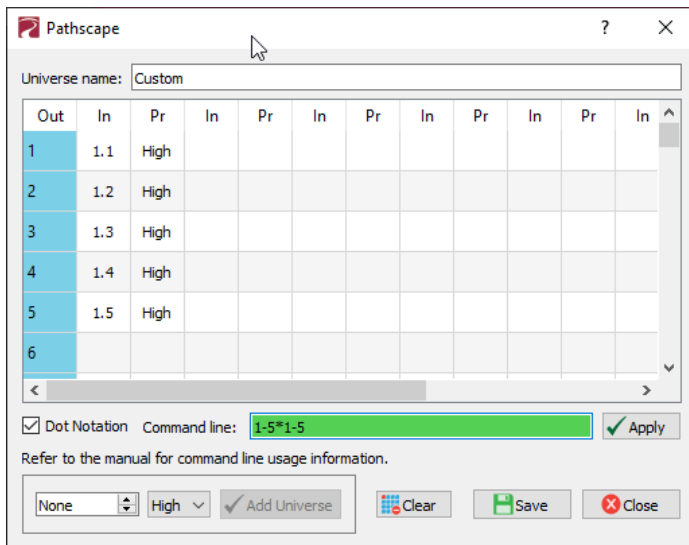 Pathscape ?
Universe name: Custom
Out In Pr In Pr In Pr In Pr In Pr In
1 1.1 High
2 1.2 High
3 1.3 High
4 1.4 High
5 1.5 High
6
Dot Notation Command line: 1-5*1-5 Apply
Refer to the manual for command line usage information.
None High Add Universe Clear Save Close